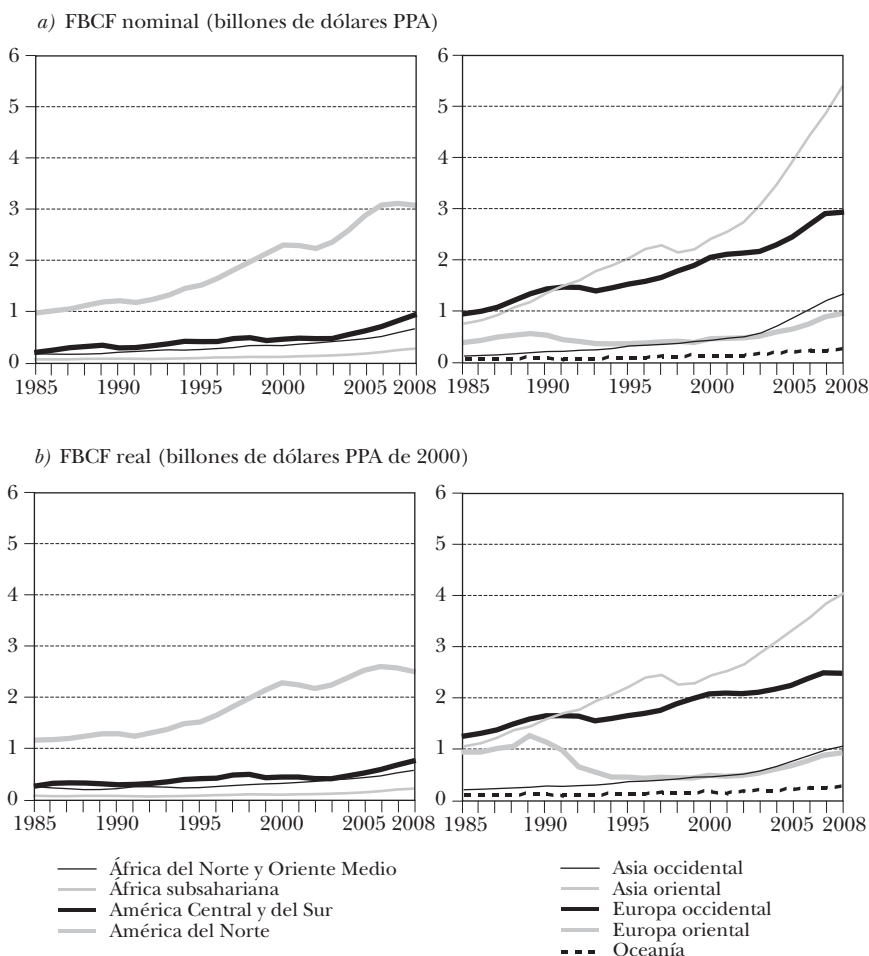 a) FBCF nominal (billones de dólares PPA)
6
5
4
3
2
1
0
1985 1990 1995 2000 2005 2008
6
5
4
3
2
1
0
1985 1990 1995 2000 2005 2008
b) FBCF real (billones de dólares PPA de 2000)
6
5
4
3
2
1
0
1985 1990 1995 2000 2005 2008
6
5
4
3
2
1
0
1985 1990 1995 2000 2005 2008
África del Norte y Oriente Medio
África subsahariana
América Central y del Sur
América del Norte
Asia occidental
Asia oriental
Europa occidental
Europa oriental
Oceanía